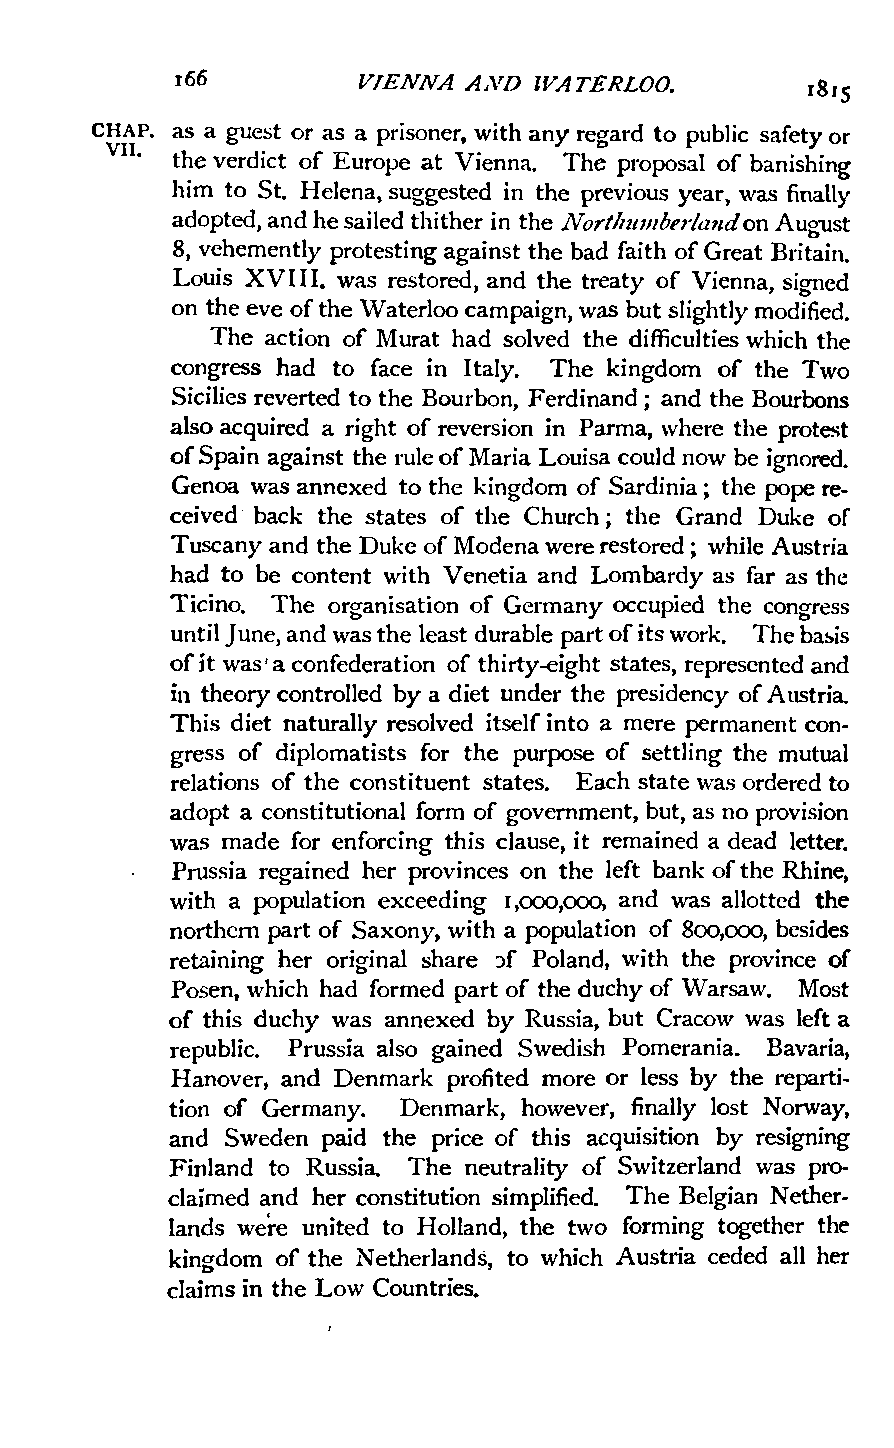 166 VIENNA AND WATERLOO. 1815
CHAP. as a guest or as a prisoner, with any regard to public safety or
VII. the verdict of Europe at Vienna. The proposal of banishing
him to St. Helena, suggested in the previous year, was finally
adopted, and he sailed thither in the Northumberland on August
8, vehemently protesting against the bad faith of Great Britain.
Louis XVIII. was restored, and the treaty of Vienna, signed
on the eve of the Waterloo campaign, was but slightly modified.
The action of Murat had solved the difficulties which the
congress had to face in Italy. The kingdom of the Two
Sicilies reverted to the Bourbon, Ferdinand; and the Bourbons
also acquired a right of reversion in Parma, where the protest
of Spain against the rule of Maria Louisa could now be ignored.
Genoa was annexed to the kingdom of Sardinia; the pope re-
ceived back the states of the Church; the Grand Duke of
Tuscany and the Duke of Modena were restored; while Austria
had to be content with Venetia and Lombardy as far as the
Ticino. The organisation of Germany occupied the congress
until June, and was the least durable part of its work. The basis
of it was a confederation of thirty-eight states, represented and
in theory controlled by a diet under the presidency of Austria.
This diet naturally resolved itself into a mere permanent con-
gress of diplomatists for the purpose of settling the mutual
relations of the constituent states. Each state was ordered to
adopt a constitutional form of government, but, as no provision
was made for enforcing this clause, it remained a dead letter.
Prussia regained her provinces on the left bank of the Rhine,
with a population exceeding 1,000,000, and was allotted the
northern part of Saxony, with a population of 800,000, besides
retaining her original share of Poland, with the province of
Posen, which had formed part of the duchy of Warsaw. Most
of this duchy was annexed by Russia, but Cracow was left a
republic. Prussia also gained Swedish Pomerania. Bavaria,
Hanover, and Denmark profited more or less by the reparti-
tion of Germany. Denmark, however, finally lost Norway,
and Sweden paid the price of this acquisition by resigning
Finland to Russia. The neutrality of Switzerland was pro-
claimed and her constitution simplified. The Belgian Nether-
lands were united to Holland, the two forming together the
kingdom of the Netherlands, to which Austria ceded all her
claims in the Low Countries.